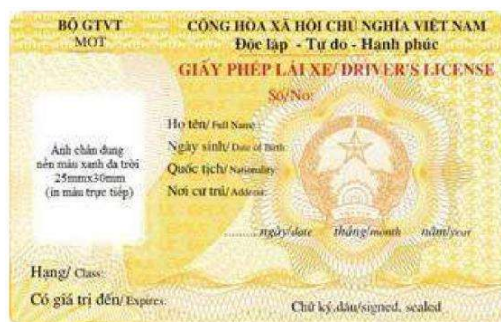 BỘ GTVT
MOT
CỘNG HÒA XÃ HỘI CHỦ NGHĨA VIỆT NAM
Độc lập - Tự do - Hạnh phúc
GIẤY PHÉP LÁI XE/ DRIVER'S LICENSE
Số/No:
Họ tên/ Full Name:
Ngày sinh/ Date of Birth:
Quốc tịch/ Nationality:
Nơi cư trú/ Address:
Ảnh chân dung
nền màu xanh da trời
25mmx30mm
(in màu trực tiếp)
ngày/date tháng/month năm/year
Hạng/ Class:
Có giá trị đến/ Expires:
Chữ ký,dấu/signed, sealed